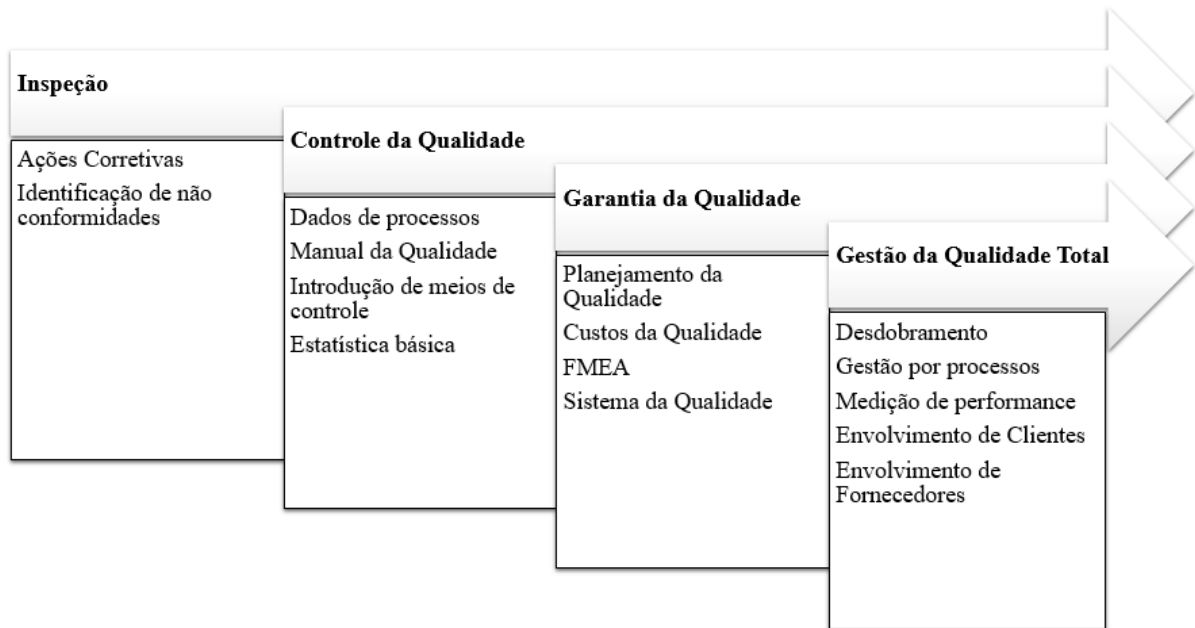 Inspeção
Ações Corretivas
Identificação de não
conformidades
Controle da Qualidade
Dados de processos
Manual da Qualidade
Introdução de meios de
controle
Estatística básica
Garantia da Qualidade
Planejamento da
Qualidade
Custos da Qualidade
FMEA
Sistema da Qualidade
Gestão da Qualidade Total
Desdobramento
Gestão por processos
Medição de performance
Envolvimento de Clientes
Envolvimento de
Fornecedores